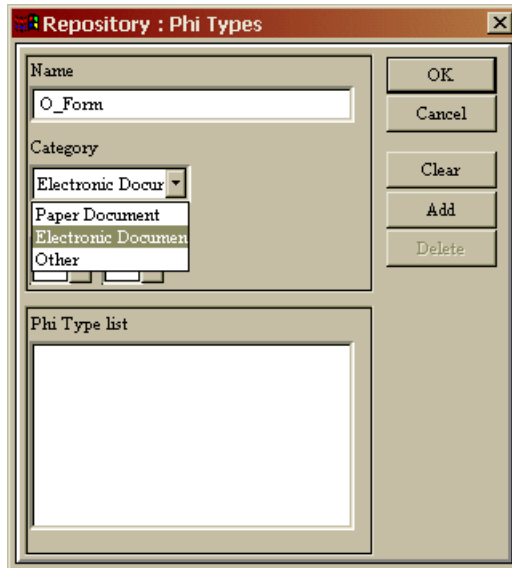 Repository : Phi Types
Name
O_Form
Category
Electronic Docur
Paper Document
Electronic Documen
Other
OK
Cancel
Clear
Add
Delete
Phi Type list